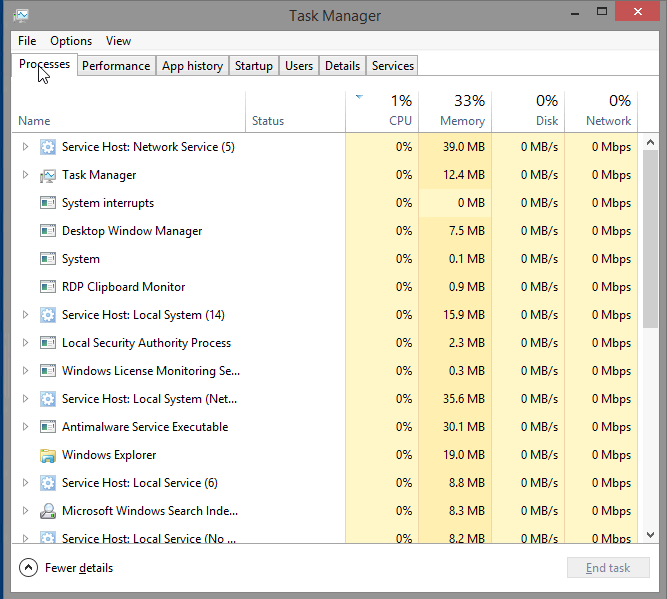 Task Manager
File Options View
Processes Performance App history Startup Users Details Services
1% 33% 0% 0%
Name Status CPU Memory Disk Network
Service Host: Network Service (5) 0% 39.0 MB 0 MB/s 0 Mbps
Task Manager 0% 12.4 MB 0 MB/s 0 Mbps
System interrupts 0% 0 MB 0 MB/s 0 Mbps
Desktop Window Manager 0% 7.5 MB 0 MB/s 0 Mbps
System 0% 0.1 MB 0 MB/s 0 Mbps
RDP Clipboard Monitor 0% 0.9 MB 0 MB/s 0 Mbps
Service Host: Local System (14) 0% 15.9 MB 0 MB/s 0 Mbps
Local Security Authority Process 0% 2.3 MB 0 MB/s 0 Mbps
Windows License Monitoring Se... 0% 0.3 MB 0 MB/s 0 Mbps
Service Host: Local System (Net... 0% 35.6 MB 0 MB/s 0 Mbps
Antimalware Service Executable 0% 30.1 MB 0 MB/s 0 Mbps
Windows Explorer 0% 19.0 MB 0 MB/s 0 Mbps
Service Host: Local Service (6) 0% 8.8 MB 0 MB/s 0 Mbps
Microsoft Windows Search Inde... 0% 8.3 MB 0 MB/s 0 Mbps
Service Host: Local Service (No ... 0% 8.2 MB 0 MB/s 0 Mbps
Fewer details End task